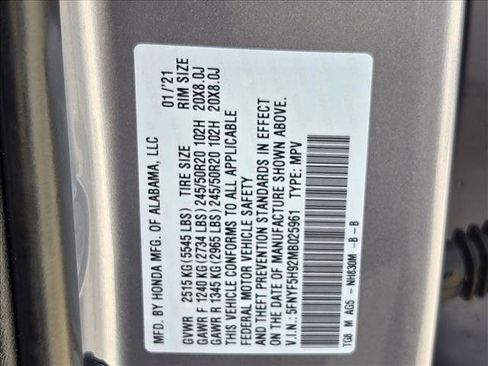 MFD. BY HONDA MFG. OF ALABAMA, LLC 01/'21
GVWR 2515 KG (5545 LBS) TIRE SIZE RIM SIZE
GAWR F 1240 KG (2734 LBS) 245/50R20 102H 20X8.0J
GAWR R 1345 KG (2965 LBS) 245/50R20 102H 20X8.0J
THIS VEHICLE CONFORMS TO ALL APPLICABLE
FEDERAL MOTOR VEHICLE SAFETY
AND THEFT PREVENTION STANDARDS IN EFFECT
ON THE DATE OF MANUFACTURE SHOWN ABOVE.
V.I.N.: 5FNYF5H92MB025961 TYPE: MPV
TG8 M AG5 - NH830M - B - B